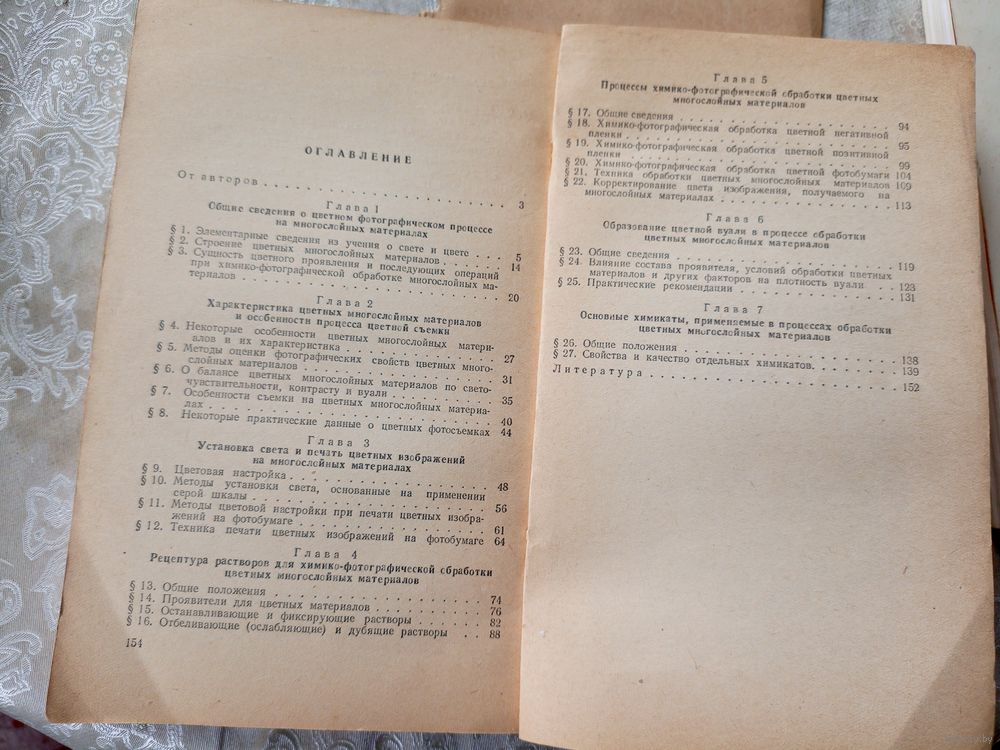 ОГЛАВЛЕНИЕ
От авторов . . . . . . . . . . . . . . . . . . . . 3
Глава 1
Общие сведения о цветном фотографическом процессе
на многослойных материалах
§ 1. Элементарные сведения из учения о свете и цвете . . . 5
§ 2. Строение цветных многослойных материалов . . . . . . 14
§ 3. Сущность цветного проявления и последующих операций
при химико-фотографической обработке многослойных ма-
териалов . . . . . . . . . . . . . . . . . . . . 20
Глава 2
Характеристика цветных многослойных материалов
и особенности процесса цветной съемки
§ 4. Некоторые особенности цветных многослойных матери-
алов и их характеристика . . . . . . . . . . . . 27
§ 5. Методы оценки фотографических свойств цветных много-
слойных материалов . . . . . . . . . . . . . . . 31
§ 6. О балансе цветных многослойных материалов по свето-
чувствительности, контрасту и вуали . . . . . . . . 35
§ 7. Особенности съемки на цветных многослойных материа-
лах . . . . . . . . . . . . . . . . . . . . . . 40
§ 8. Некоторые практические данные о цветных фотосъемках 44
Глава 3
Установка света и печать цветных изображений
на многослойных материалах
§ 9. Цветовая настройка . . . . . . . . . . . . . . . 48
§ 10. Методы установки света, основанные на применении
серой шкалы . . . . . . . . . . . . . . . . . . 56
§ 11. Методы цветовой настройки при печати цветных изобра-
жений на фотобумаге . . . . . . . . . . . . . . 61
§ 12. Техника печати цветных изображений на фотобумаге 64
Глава 4
Рецептура растворов для химико-фотографической обработки
цветных многослойных материалов
§ 13. Общие положения . . . . . . . . . . . . . . . . 74
§ 14. Проявители для цветных материалов . . . . . . . . 76
§ 15. Останавливающие и фиксирующие растворы . . . . . 82
§ 16. Отбеливающие (ослабляющие) и дубящие растворы . . 88
154
Глава 5
Процессы химико-фотографической обработки цветных
многослойных материалов
§ 17. Общие сведения . . . . . . . . . . . . . . . . . 94
§ 18. Химико-фотографическая обработка цветной негативной
пленки . . . . . . . . . . . . . . . . . . . . . 95
§ 19. Химико-фотографическая обработка цветной позитивной
пленки . . . . . . . . . . . . . . . . . . . . . 99
§ 20. Химико-фотографическая обработка цветной фотобумаги 104
§ 21. Техника обработки цветных многослойных материалов 109
§ 22. Корректирование цвета изображения, получаемого на
многослойных материалах . . . . . . . . . . . . . 113
Глава 6
Образование цветной вуали в процессе обработки
цветных многослойных материалов
§ 23. Общие сведения . . . . . . . . . . . . . . . . . 119
§ 24. Влияние состава проявителя, условий обработки цветных
материалов и других факторов на плотность вуали . . 123
§ 25. Практические рекомендации . . . . . . . . . . . . 131
Глава 7
Основные химикаты, применяемые в процессах обработки
цветных многослойных материалов
§ 26. Общие положения . . . . . . . . . . . . . . . . 138
§ 27. Свойства и качество отдельных химикатов. . . . . . . 139
Литература . . . . . . . . . . . . . . . . . . . . 152